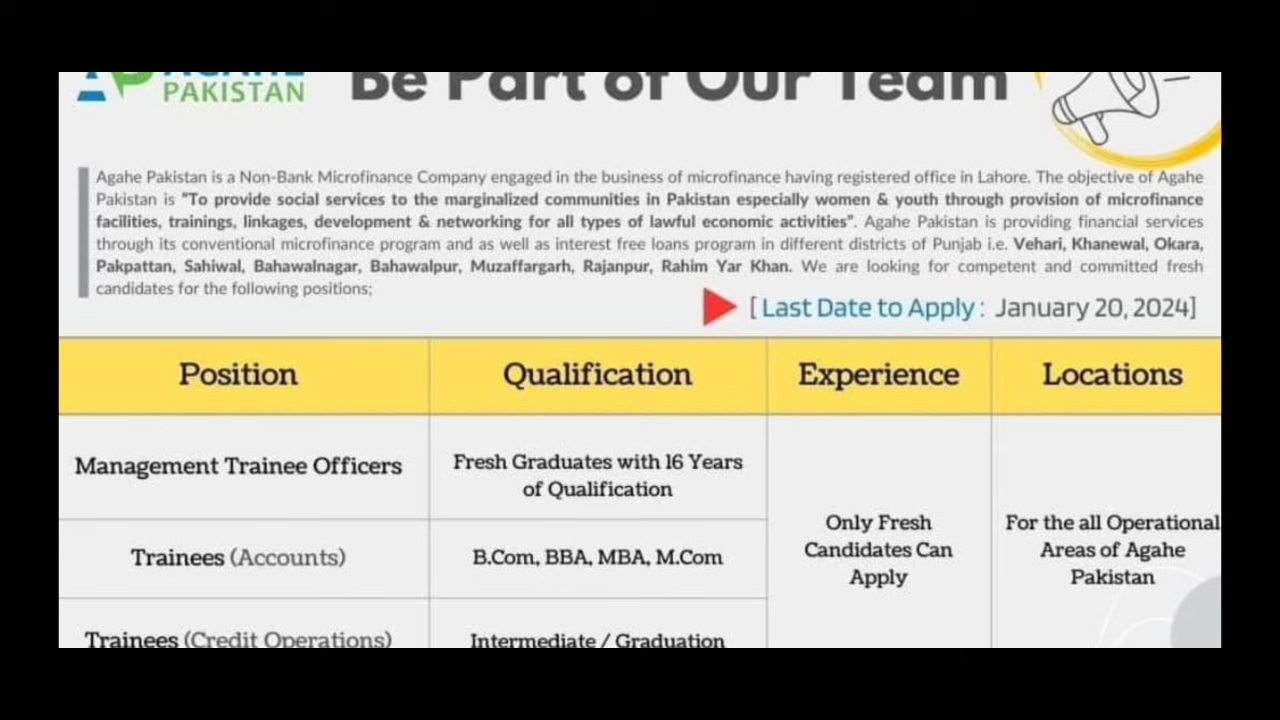 AGAHE
PAKISTAN
Be Part of Our Team
Agahe Pakistan is a Non-Bank Microfinance Company engaged in the business of microfinance having registered office in Lahore. The objective of Agahe
Pakistan is "To provide social services to the marginalized communities in Pakistan especially women & youth through provision of microfinance
facilities, trainings, linkages, development & networking for all types of lawful economic activities". Agahe Pakistan is providing financial services
through its conventional microfinance program and as well as interest free loans program in different districts of Punjab i.e. Vehari, Khanewal, Okara,
Pakpattan, Sahiwal, Bahawalnagar, Bahawalpur, Muzaffargarh, Rajanpur, Rahim Yar Khan. We are looking for competent and committed fresh
candidates for the following positions;
[ Last Date to Apply : January 20, 2024]
Position Qualification Experience Locations
Management Trainee Officers
Fresh Graduates with 16 Years
of Qualification
Trainees (Accounts)
B.Com, BBA, MBA, M.Com
Trainees (Credit Operations)
Intermediate / Graduation
Only Fresh
Candidates Can
Apply
For the all Operational
Areas of Agahe
Pakistan